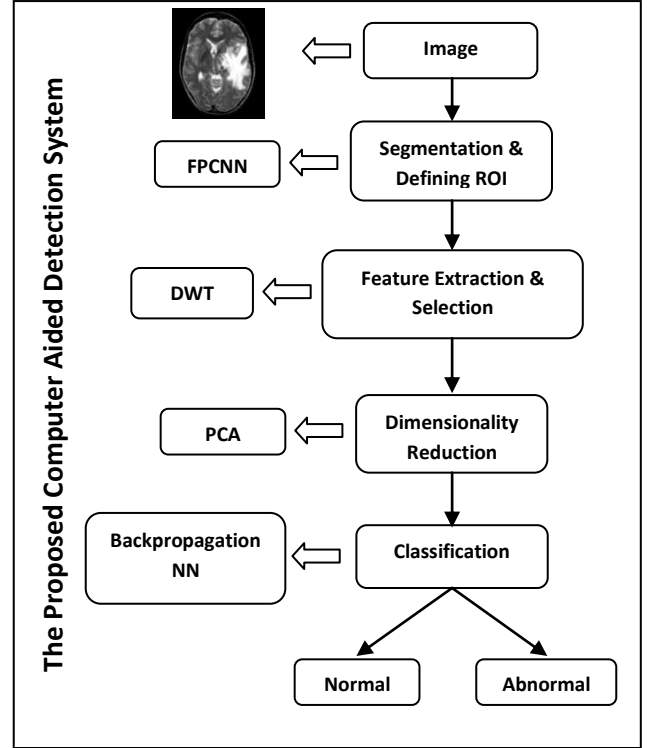 The Proposed Computer Aided Detection System
Image
FPCNN
Segmentation &
Defining ROI
DWT
Feature Extraction &
Selection
PCA
Dimensionality
Reduction
Backpropagation
NN
Classification
Normal
Abnormal